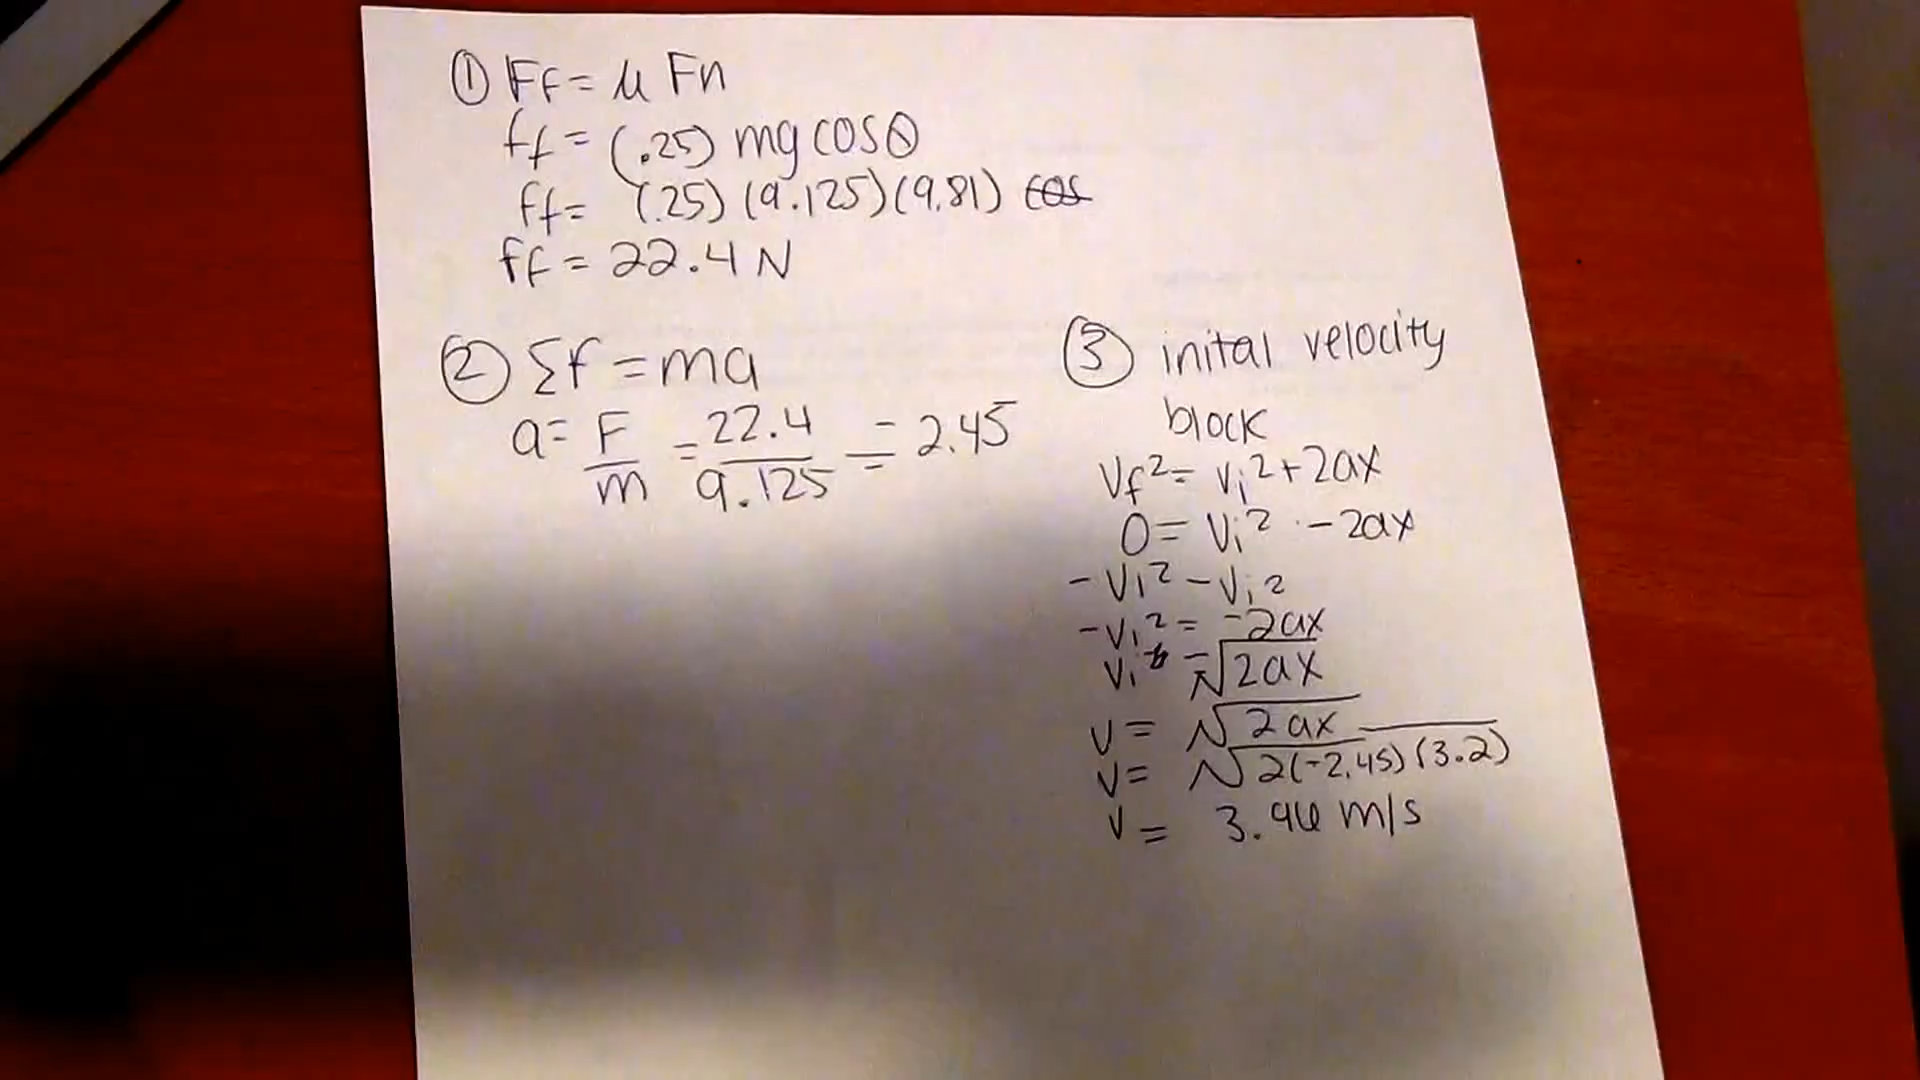 ① Ff = μ Fn
ff = (.25) mg cosθ
ff = (.25)(9.125)(9.81) cos
ff = 22.4 N
② Σf = ma
a = F/m = 22.4/9.125 = - 2.45
③ inital velocity
block
Vf² = Vi² + 2ax
0 = Vi² - 2ax
-Vi² -Vi²
-Vi² = -2ax
Vi = √2ax
V = √2ax
V = √2(-2.45)(3.2)
V = 3.96 m/s